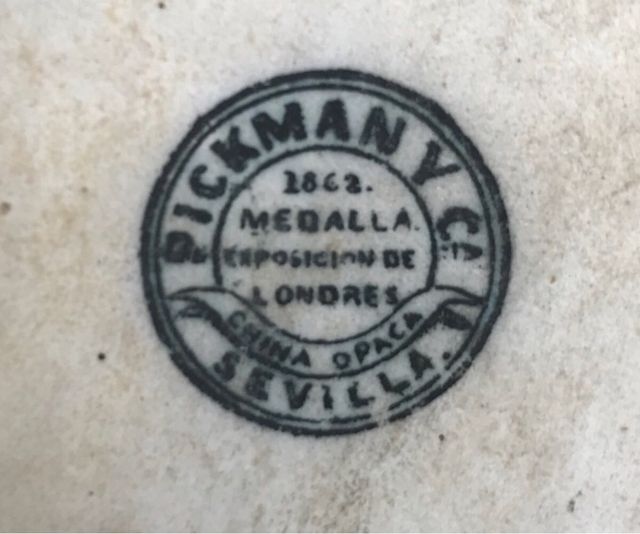 PICKMAN Y Cª
1862.
MEDALLA.
EXPOSICION DE
LONDRES
CHINA OPACA
SEVILLA.